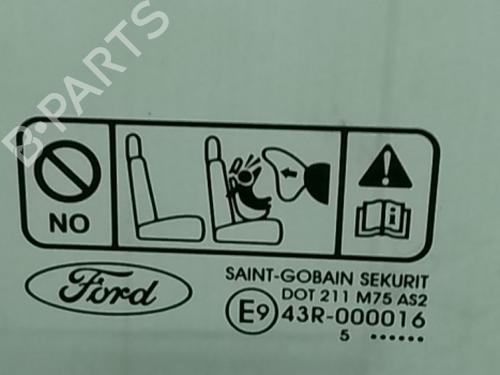 B-PARTS
NO
i
Ford
SAINT-GOBAIN SEKURIT
DOT 211 M75 AS2
E9 43R-000016
5 ......